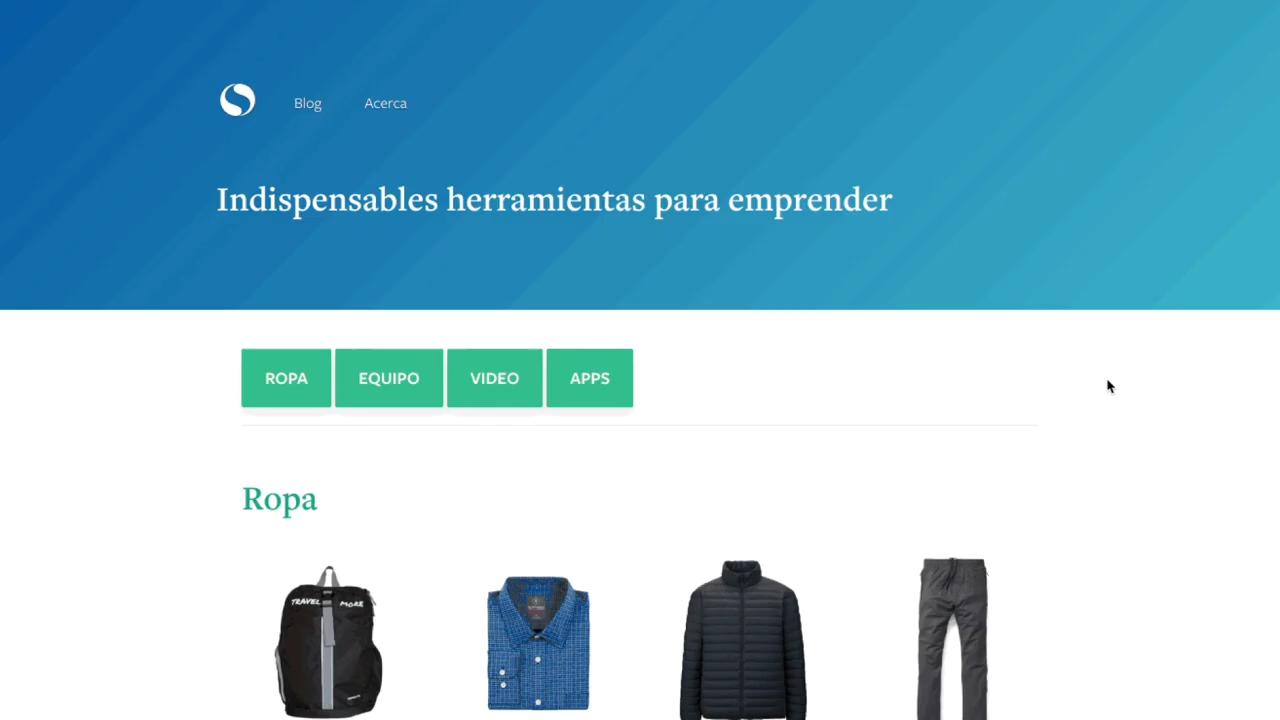 Blog Acerca
Indispensables herramientas para emprender
ROPA EQUIPO VIDEO APPS
Ropa
TRAVEL MORE